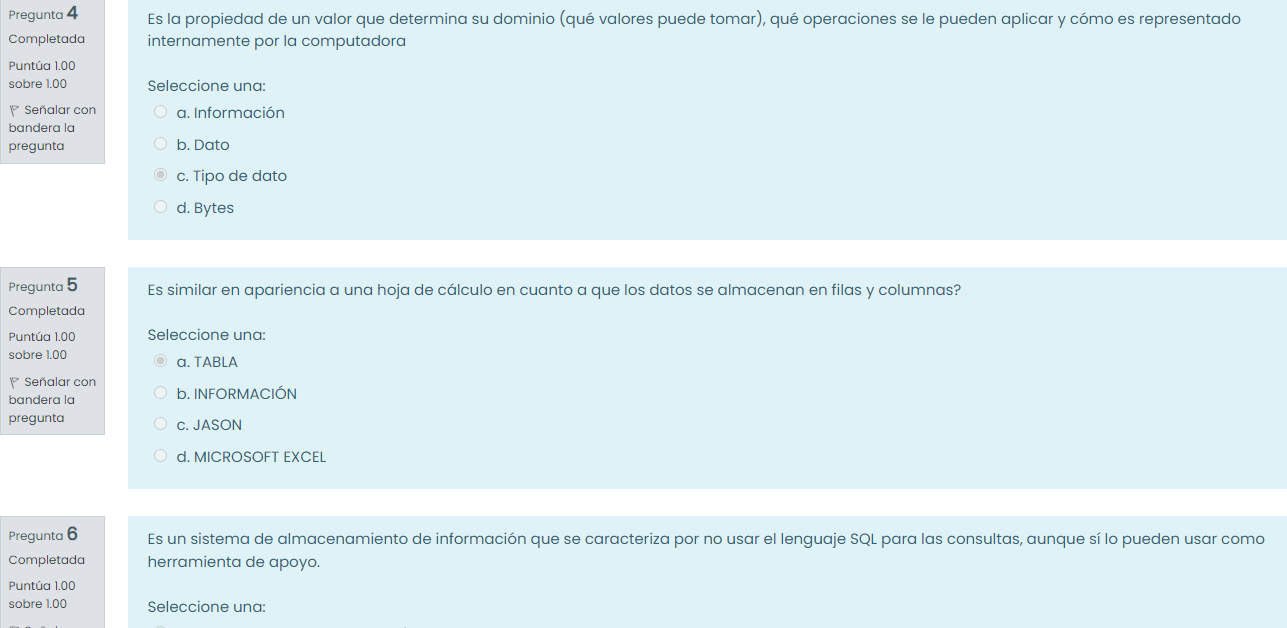 Pregunta 4
Completada
Puntúa 1.00
sobre 1.00
Señalar con
bandera la
pregunta
Es la propiedad de un valor que determina su dominio (qué valores puede tomar), qué operaciones se le pueden aplicar y cómo es representado
internamente por la computadora
Seleccione una:
a. Información
b. Dato
c. Tipo de dato
d. Bytes
Pregunta 5
Completada
Puntúa 1.00
sobre 1.00
Señalar con
bandera la
pregunta
Es similar en apariencia a una hoja de cálculo en cuanto a que los datos se almacenan en filas y columnas?
Seleccione una:
a. TABLA
b. INFORMACIÓN
c. JASON
d. MICROSOFT EXCEL
Pregunta 6
Completada
Puntúa 1.00
sobre 1.00
Es un sistema de almacenamiento de información que se caracteriza por no usar el lenguaje SQL para las consultas, aunque sí lo pueden usar como
herramienta de apoyo.
Seleccione una: